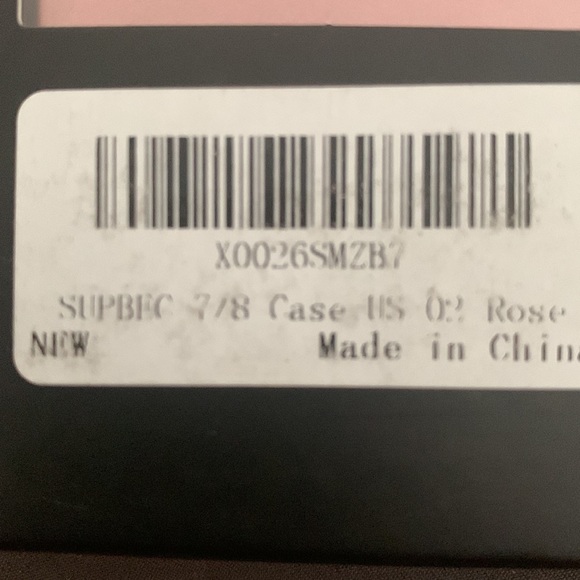 X0026SMZB7
SUPBEC 7/8 Case US 02 Rose
NEW Made in China